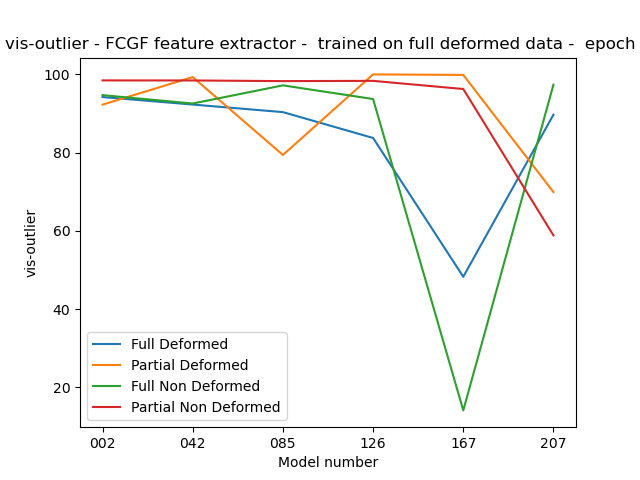 vis-outlier - FCGF feature extractor -  trained on full deformed data -  epoch
100
80
60
40
20
vis-outlier
Full Deformed
Partial Deformed
Full Non Deformed
Partial Non Deformed
002 042 085 126 167 207
Model number